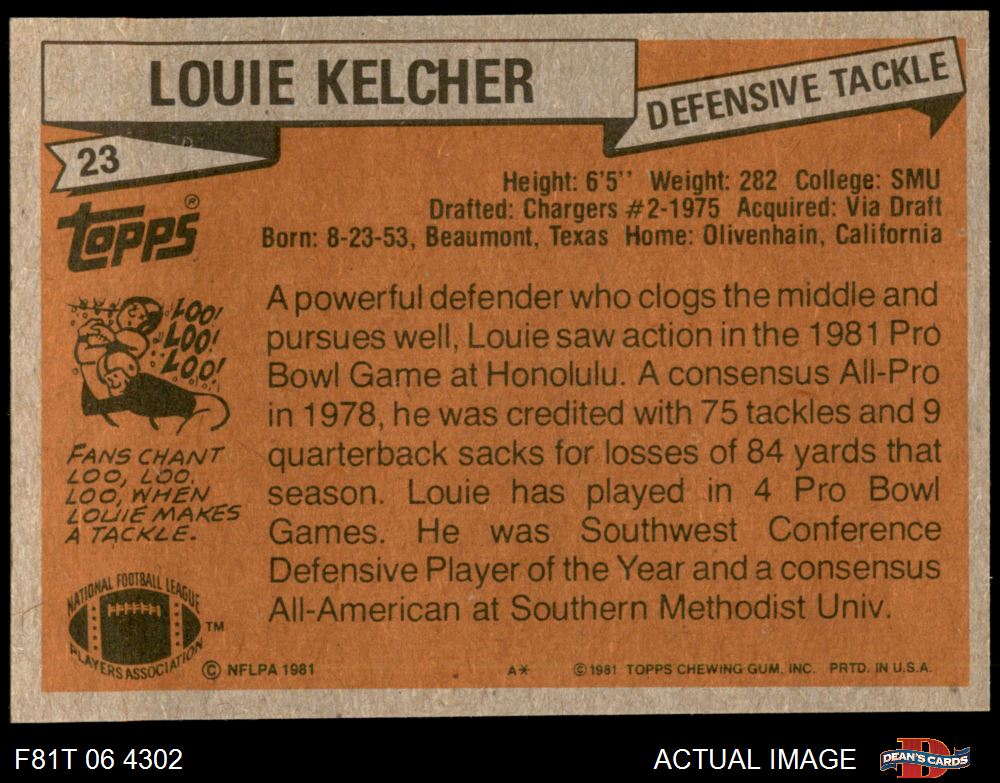 LOUIE KELCHER
DEFENSIVE TACKLE
23
TOPPS®
Height: 6'5'' Weight: 282 College: SMU
Drafted: Chargers #2-1975 Acquired: Via Draft
Born: 8-23-53, Beaumont, Texas Home: Olivenhain, California
LOO!
LOO!
LOO!
FANS CHANT
LOO, LOO,
LOO, WHEN
LOUIE MAKES
A TACKLE.
A powerful defender who clogs the middle and
pursues well, Louie saw action in the 1981 Pro
Bowl Game at Honolulu. A consensus All-Pro
in 1978, he was credited with 75 tackles and 9
quarterback sacks for losses of 84 yards that
season. Louie has played in 4 Pro Bowl
Games. He was Southwest Conference
Defensive Player of the Year and a consensus
All-American at Southern Methodist Univ.
NATIONAL FOOTBALL LEAGUE
PLAYERS ASSOCIATION
TM
© NFLPA 1981
A*
© 1981 TOPPS CHEWING GUM, INC. PRTD. IN U.S.A.
F81T 06 4302
ACTUAL IMAGE
D
DEAN'S CARDS